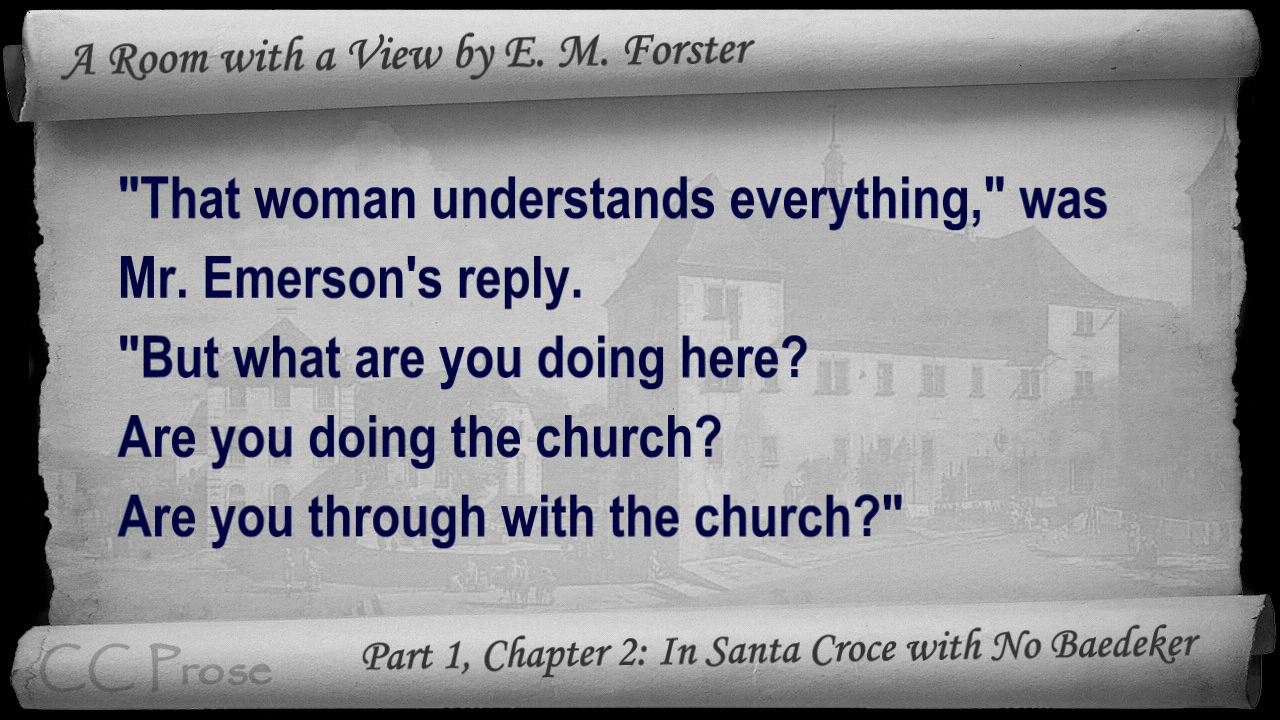 A Room with a View by E. M. Forster
"That woman understands everything," was
Mr. Emerson's reply.
"But what are you doing here?
Are you doing the church?
Are you through with the church?"
CC Prose
Part 1, Chapter 2: In Santa Croce with No Baedeker